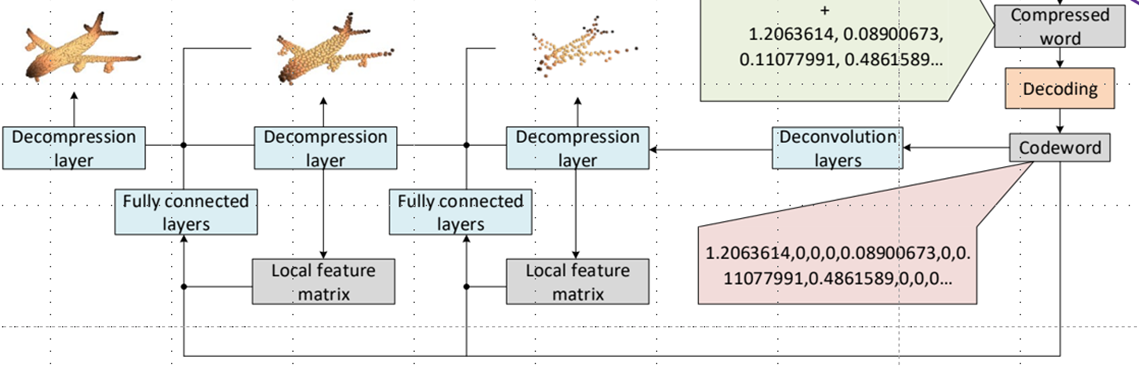 +
1.2063614, 0.08900673,
0.11077991, 0.4861589...
Compressed
word
Decoding
Decompression
layer
Decompression
layer
Decompression
layer
Deconvolution
layers
Codeword
Fully connected
layers
Fully connected
layers
1.2063614,0,0,0,0.08900673,0,0.
11077991,0.4861589,0,0,0...
Local feature
matrix
Local feature
matrix